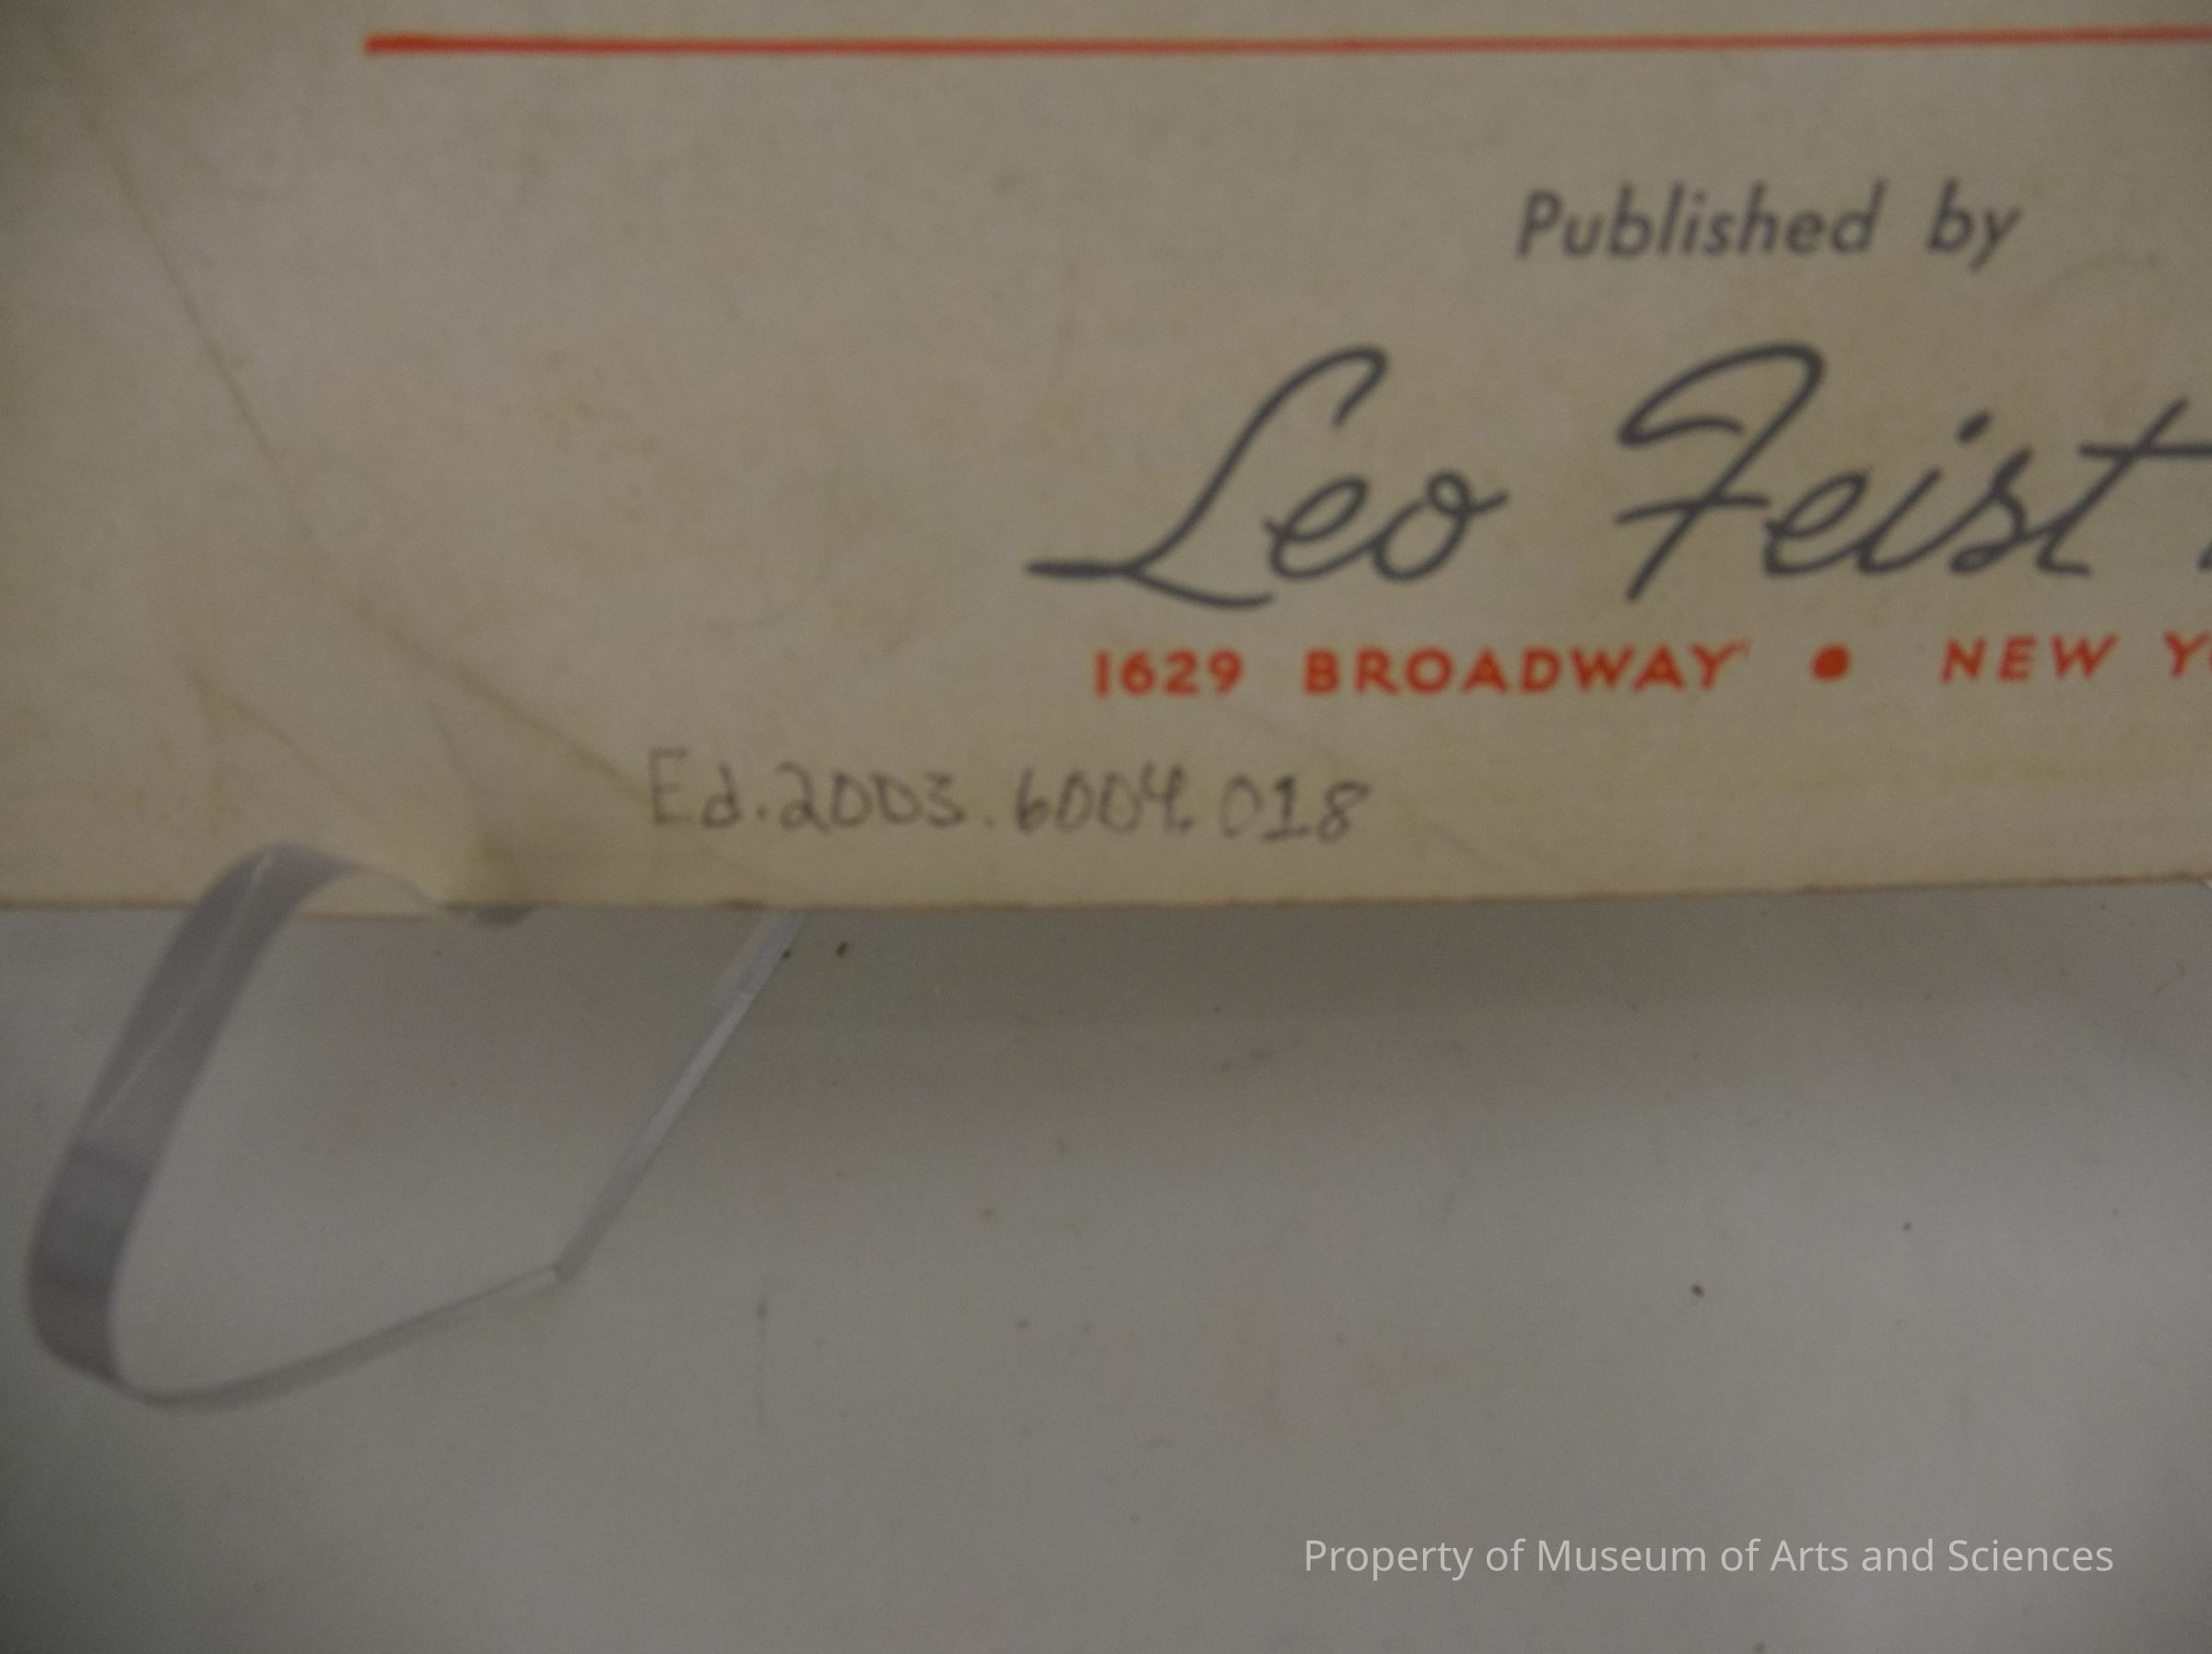 Published by
Leo Feist
1629 BROADWAY • NEW
Ed.2003.6004.018
Property of Museum of Arts and Sciences